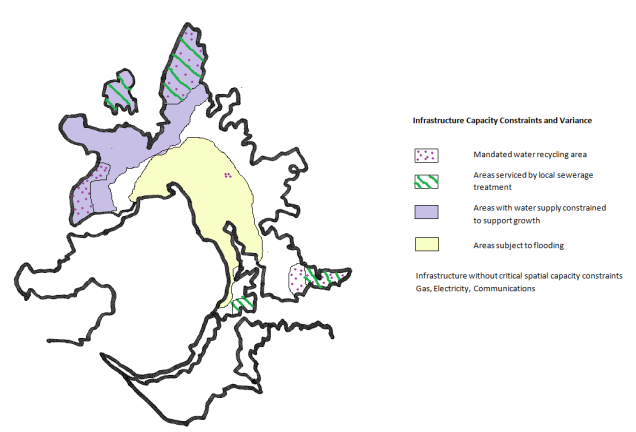 Infrastructure Capacity Constraints and Variance
Mandated water recycling area
Areas serviced by local sewerage
treatment
Areas with water supply constrained
to support growth
Areas subject to flooding
Infrastructure without critical spatial capacity constraints
Gas, Electricity, Communications